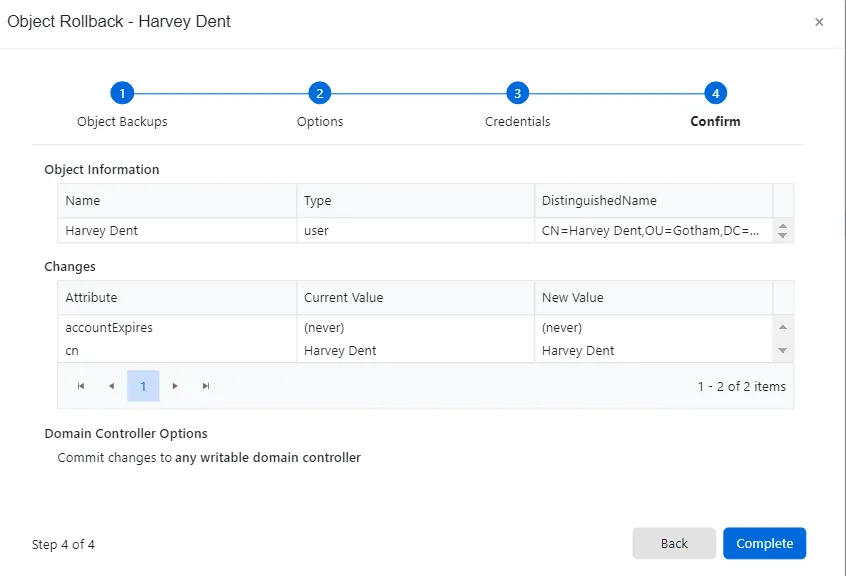 Object Rollback - Harvey Dent ×
1 2 3 4
Object Backups Options Credentials Confirm
Object Information
Name Type DistinguishedName
Harvey Dent user CN=Harvey Dent,OU=Gotham,DC=...
Changes
Attribute Current Value New Value
accountExpires (never) (never)
cn Harvey Dent Harvey Dent
1 1 - 2 of 2 items
Domain Controller Options
Commit changes to any writable domain controller
Step 4 of 4 Back Complete